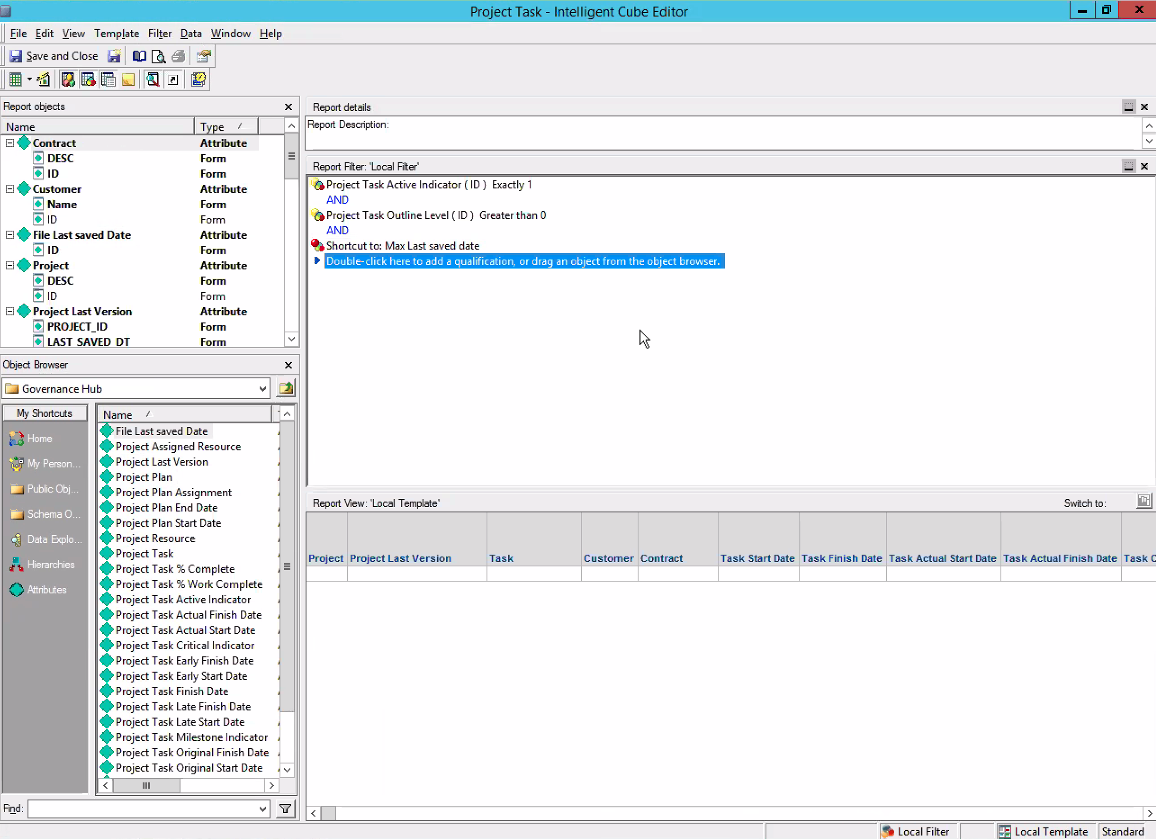 Project Task - Intelligent Cube Editor
File Edit View Template Filter Data Window Help
Save and Close
Report objects
Name Type
Contract Attribute
DESC Form
ID Form
Customer Attribute
Name Form
ID Form
File Last saved Date Attribute
ID Form
Project Attribute
DESC Form
ID Form
Project Last Version Attribute
PROJECT_ID Form
LAST_SAVED_DT Form
Object Browser
Governance Hub
My Shortcuts
Home
My Person...
Public Obj...
Schema O...
Data Explo...
Hierarchies
Attributes
Name
File Last saved Date
Project Assigned Resource
Project Last Version
Project Plan
Project Plan Assignment
Project Plan End Date
Project Plan Start Date
Project Resource
Project Task
Project Task % Complete
Project Task % Work Complete
Project Task Active Indicator
Project Task Actual Finish Date
Project Task Actual Start Date
Project Task Critical Indicator
Project Task Early Finish Date
Project Task Early Start Date
Project Task Finish Date
Project Task Late Finish Date
Project Task Late Start Date
Project Task Milestone Indicator
Project Task Original Finish Date
Project Task Original Start Date
Find:
Report details
Report Description:
Report Filter: 'Local Filter'
Project Task Active Indicator ( ID ) Exactly 1
AND
Project Task Outline Level ( ID ) Greater than 0
AND
Shortcut to: Max Last saved date
Double-click here to add a qualification, or drag an object from the object browser.
Report View: 'Local Template' Switch to:
Project Project Last Version Task Customer Contract Task Start Date Task Finish Date Task Actual Start Date Task Actual Finish Date Task C
Local Filter Local Template Standard